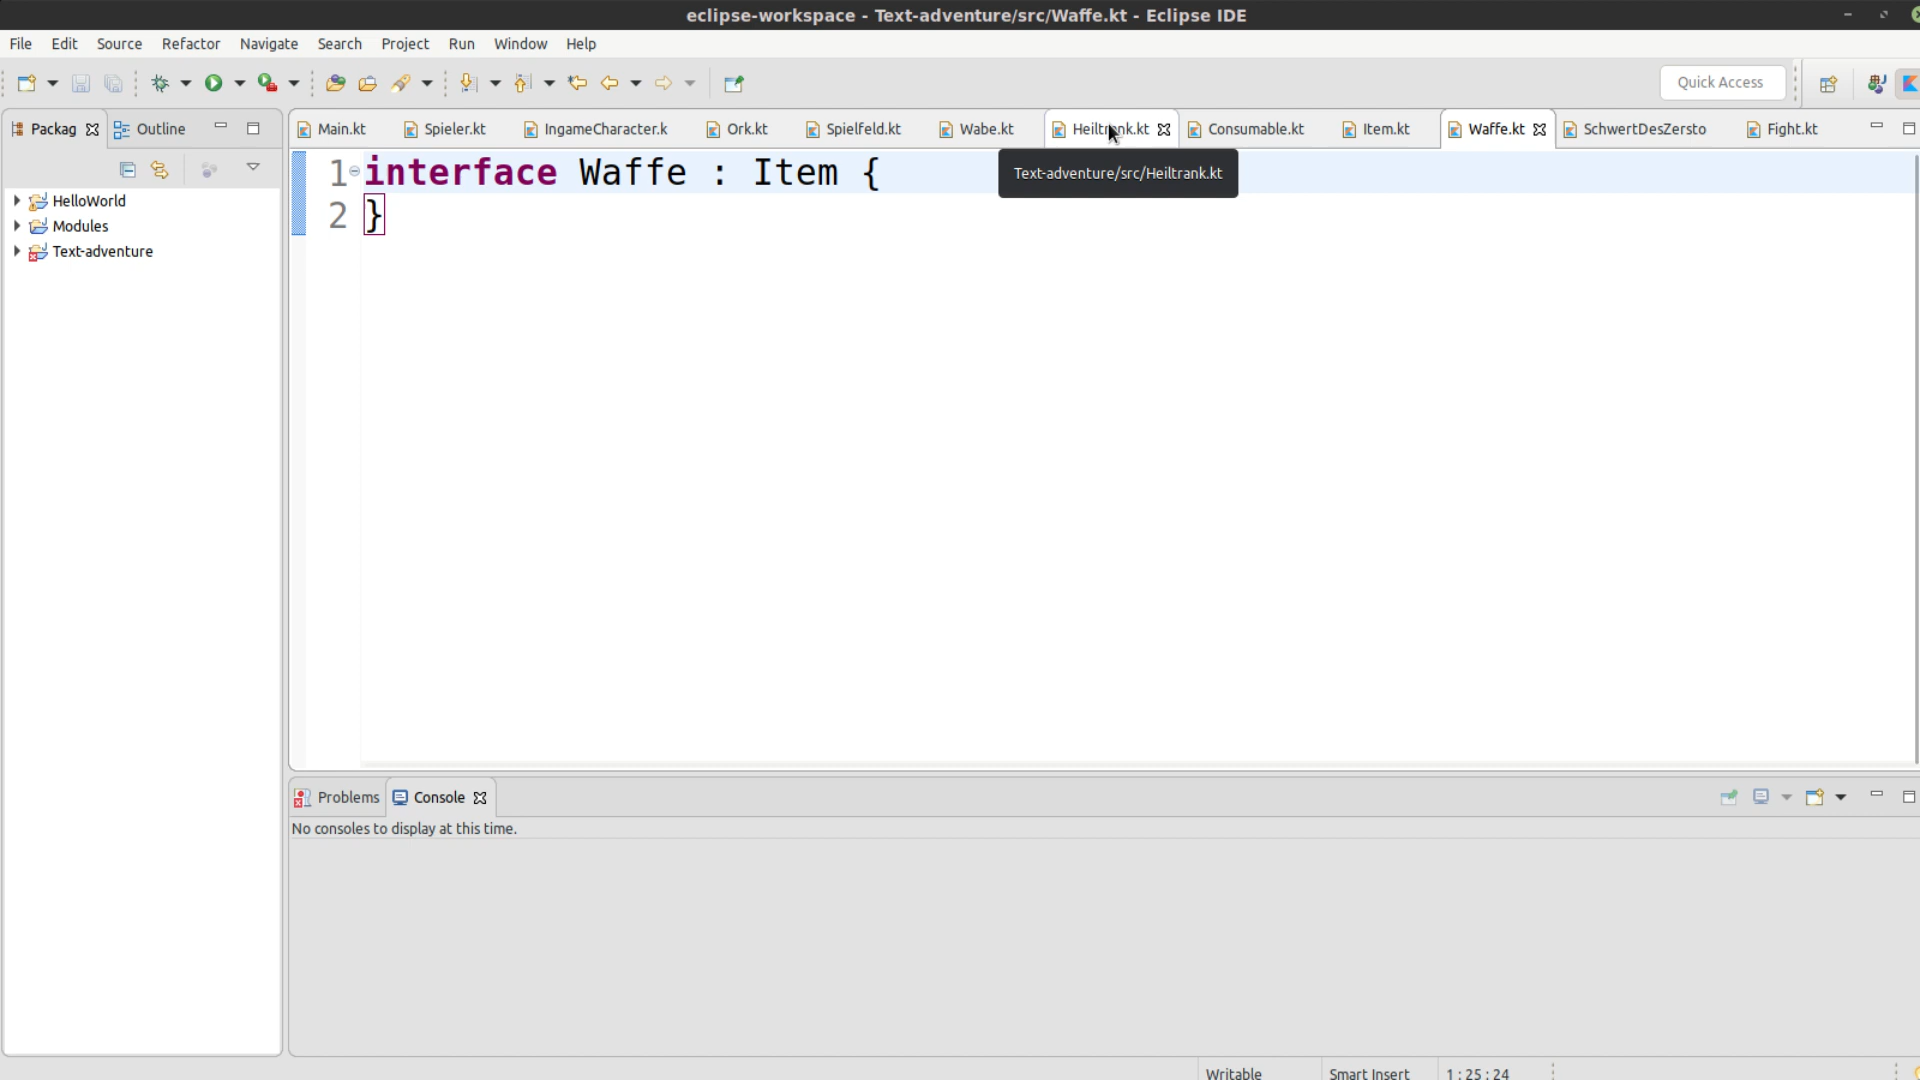 eclipse-workspace - Text-adventure/src/Waffe.kt - Eclipse IDE
File Edit Source Refactor Navigate Search Project Run Window Help
Quick Access
Packag Outline
Main.kt Spieler.kt IngameCharacter.k Ork.kt Spielfeld.kt Wabe.kt Heiltrank.kt Consumable.kt Item.kt Waffe.kt SchwertDesZersto Fight.kt
HelloWorld
Modules
Text-adventure
1 interface Waffe : Item {
2 }
Text-adventure/src/Heiltrank.kt
Problems Console
No consoles to display at this time.
Writable Smart Insert 1 : 25 : 24